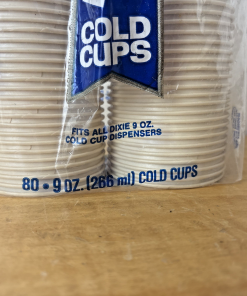 COLD
CUPS
FITS ALL DIXIE 9 OZ.
COLD CUP DISPENSERS
80 • 9 OZ. (266 ml) COLD CUPS